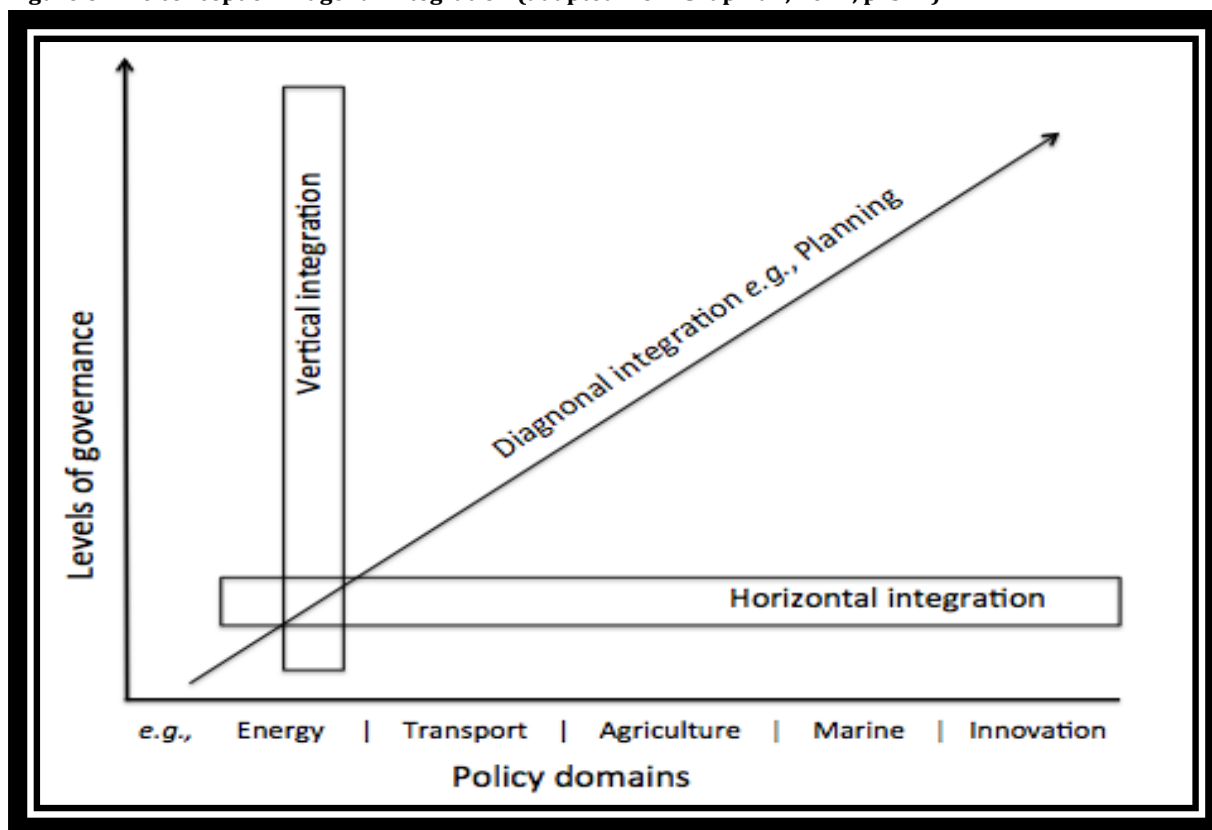 Levels of governance
Vertical integration
Diagnonal integration e.g., Planning
Horizontal integration
e.g., Energy | Transport | Agriculture | Marine | Innovation
Policy domains